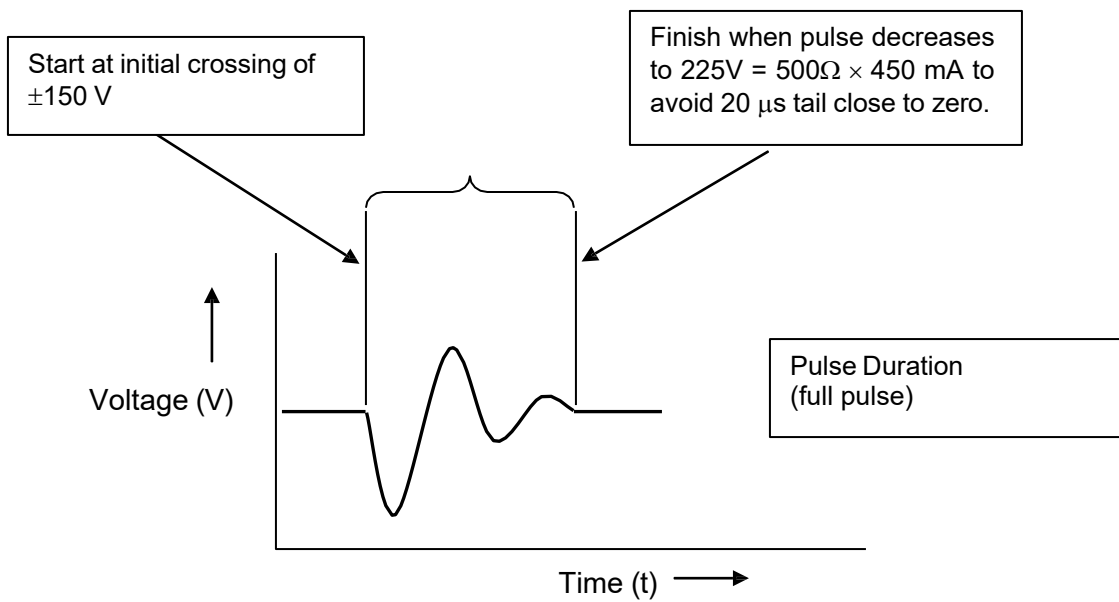 Start at initial crossing of
±150 V
Finish when pulse decreases
to 225V = 500Ω × 450 mA to
avoid 20 μs tail close to zero.
Voltage (V)
Pulse Duration
(full pulse)
Time (t)